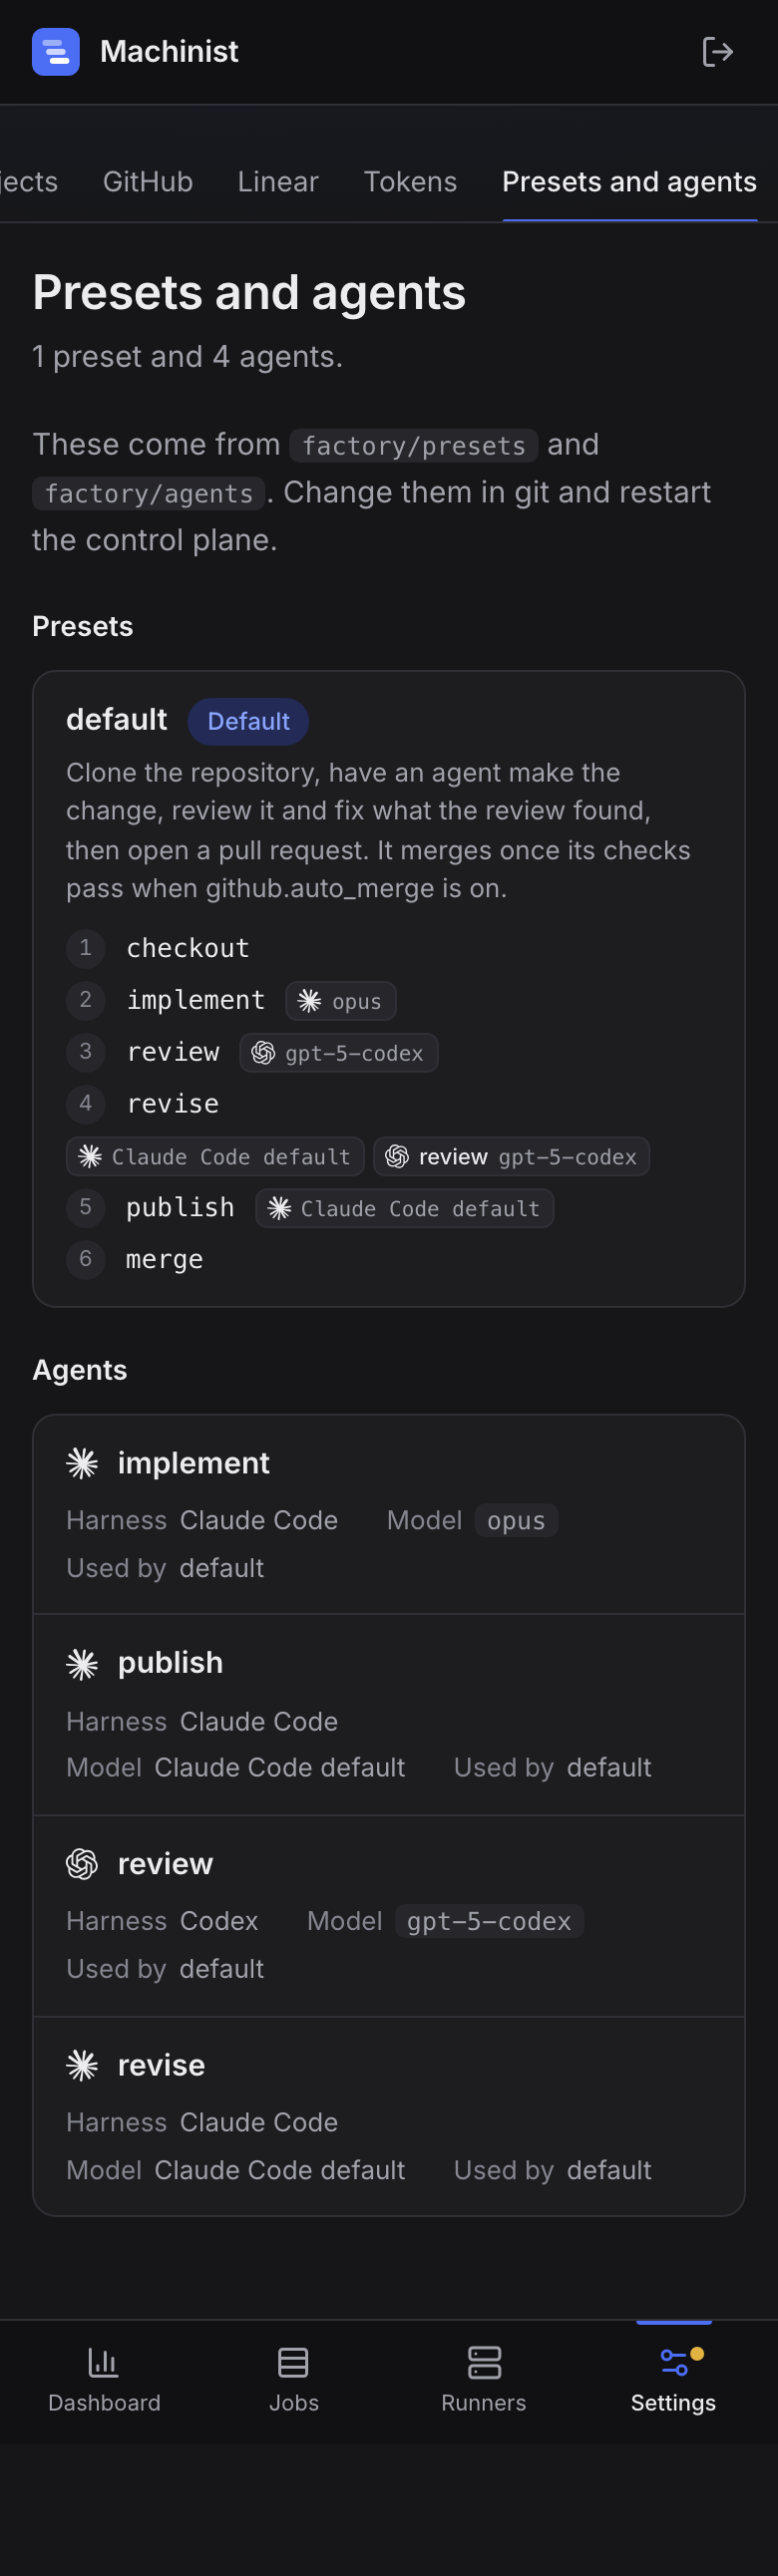 Machinist
jects GitHub Linear Tokens Presets and agents
Presets and agents
1 preset and 4 agents.
These come from factory/presets and
factory/agents. Change them in git and restart
the control plane.
Presets
default Default
Clone the repository, have an agent make the
change, review it and fix what the review found,
then open a pull request. It merges once its checks
pass when github.auto_merge is on.
1 checkout
2 implement opus
3 review gpt-5-codex
4 revise
Claude Code default review gpt-5-codex
5 publish Claude Code default
6 merge
Agents
implement
Harness Claude Code Model opus
Used by default
publish
Harness Claude Code
Model Claude Code default Used by default
review
Harness Codex Model gpt-5-codex
Used by default
revise
Harness Claude Code
Model Claude Code default Used by default
Dashboard Jobs Runners Settings